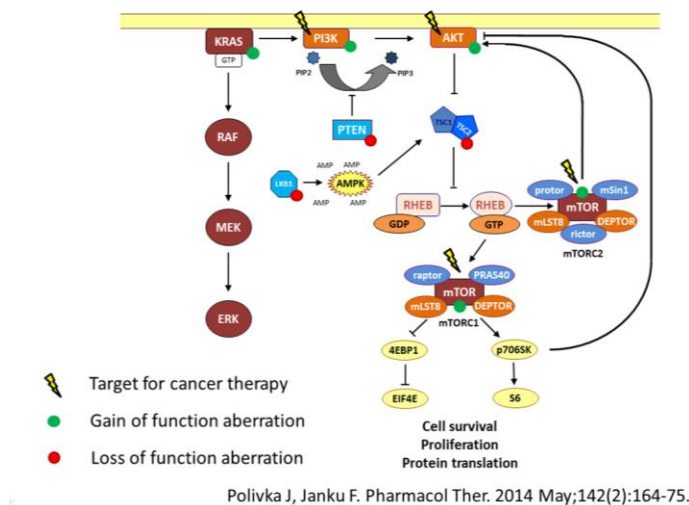 KRAS
GTP
PI3K
AKT
PIP2
PIP3
RAF
PTEN
TSC1
TSC2
LKB1
AMP
AMP
AMPK
AMP
AMP
MEK
RHEB
GDP
RHEB
GTP
protor
mSin1
mTOR
mLST8
DEPTOR
rictor
mTORC2
ERK
raptor
PRAS40
mTOR
mLST8
DEPTOR
mTORC1
4EBP1
p706SK
EIF4E
S6
Target for cancer therapy
Gain of function aberration
Loss of function aberration
Cell survival
Proliferation
Protein translation
Polivka J, Janku F. Pharmacol Ther. 2014 May;142(2):164-75.